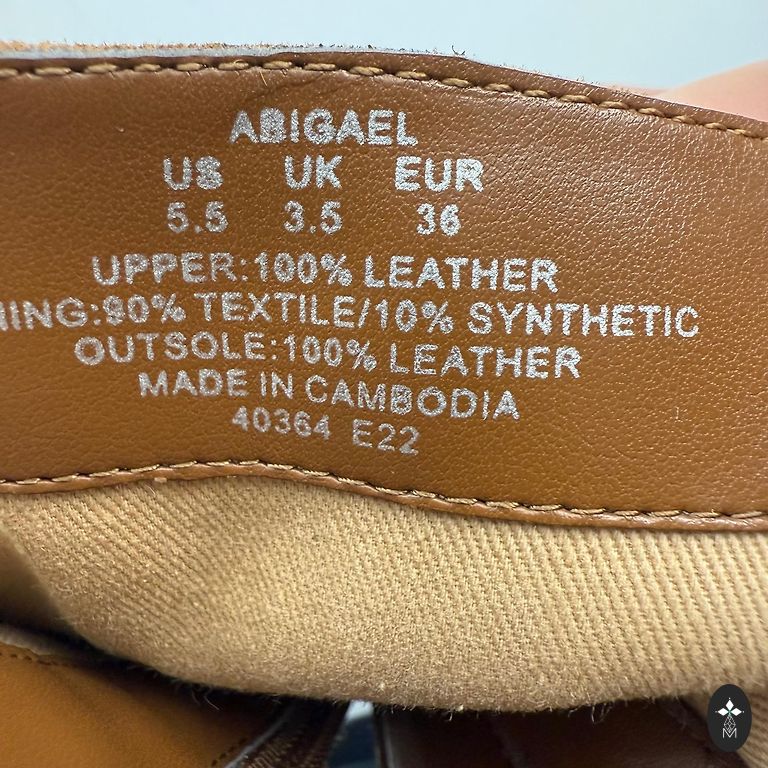 ABIGAEL
US UK EUR
5.5 3.5 36
UPPER:100% LEATHER
NING:90% TEXTILE/10% SYNTHETIC
OUTSOLE:100% LEATHER
MADE IN CAMBODIA
40364 E22
M